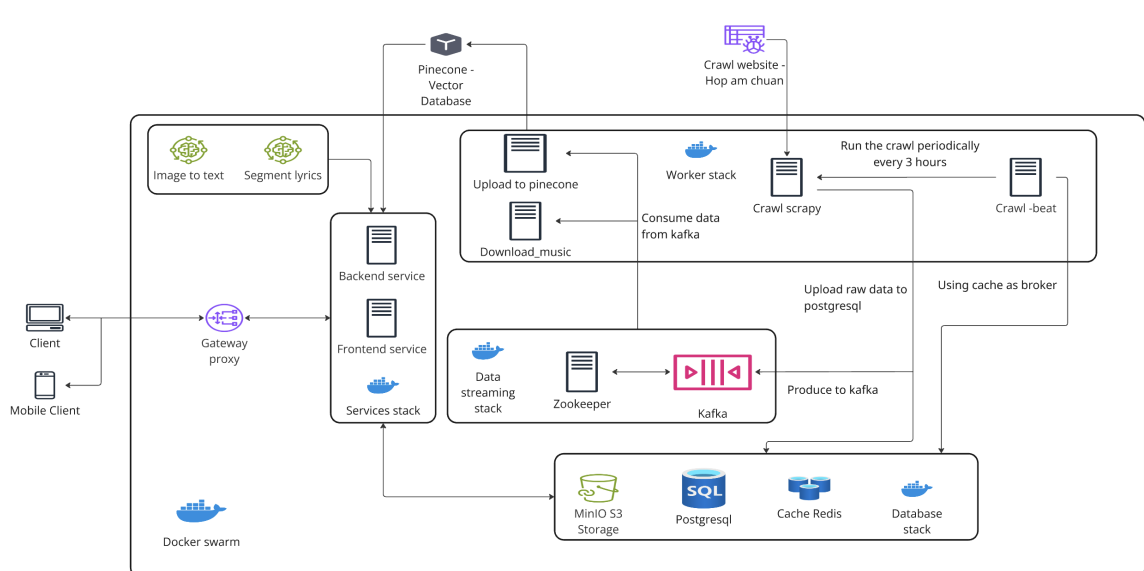 Pinecone -
Vector
Database
Crawl website -
Hop am chuan
Image to text
Segment lyrics
Upload to pinecone
Worker stack
Run the crawl periodically
every 3 hours
Crawl scrapy
Crawl -beat
Download_music
Consume data
from kafka
Backend service
Frontend service
Services stack
Client
Mobile Client
Gateway
proxy
Upload raw data to
postgresql
Using cache as broker
Data
streaming
stack
Zookeeper
Kafka
Produce to kafka
MinIO S3
Storage
SQL
Postgresql
Cache Redis
Database
stack
Docker swarm